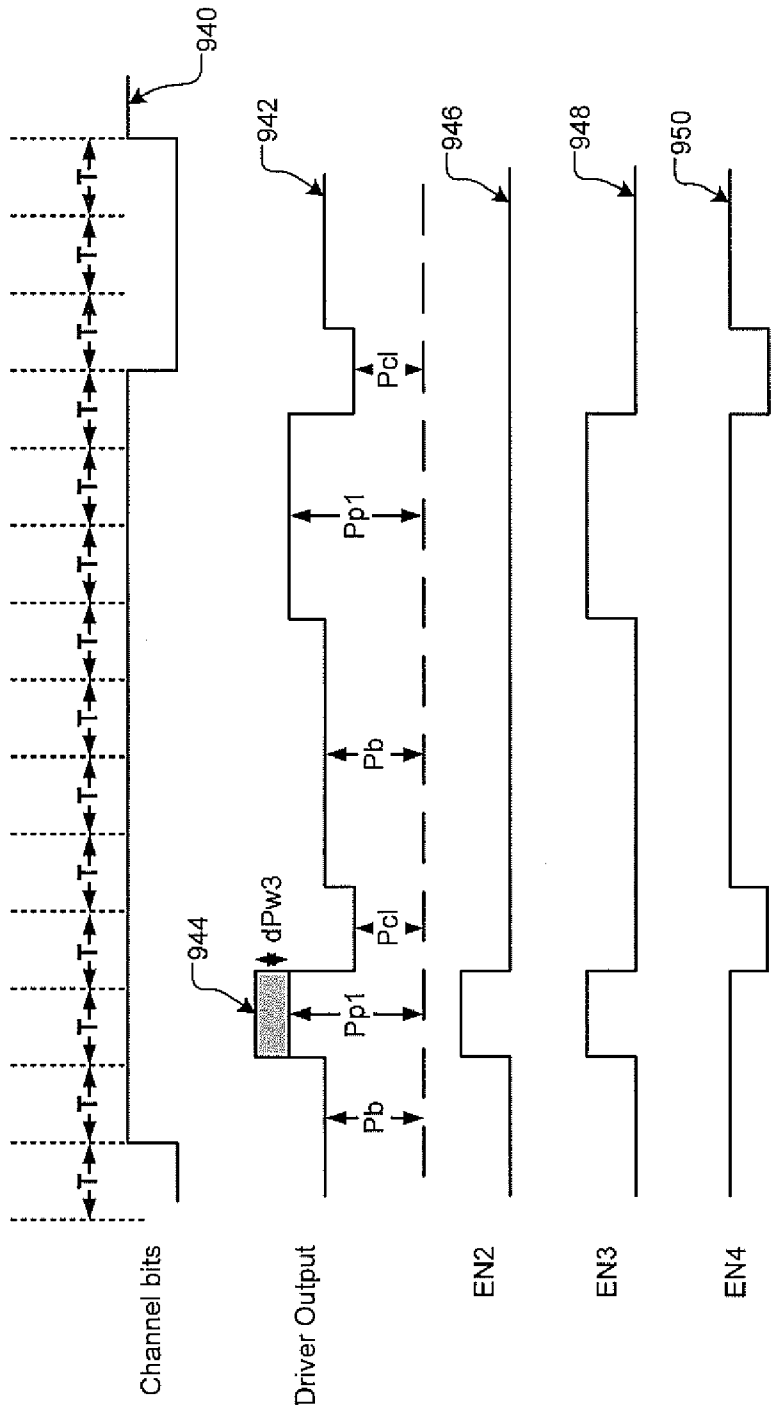 T T T T T T T T T T T T T T
Channel bits
940
944
dPw3
Driver Output
942
Pb Pp1 Pcl Pb Pp1 Pcl
EN2
946
EN3
948
EN4
950